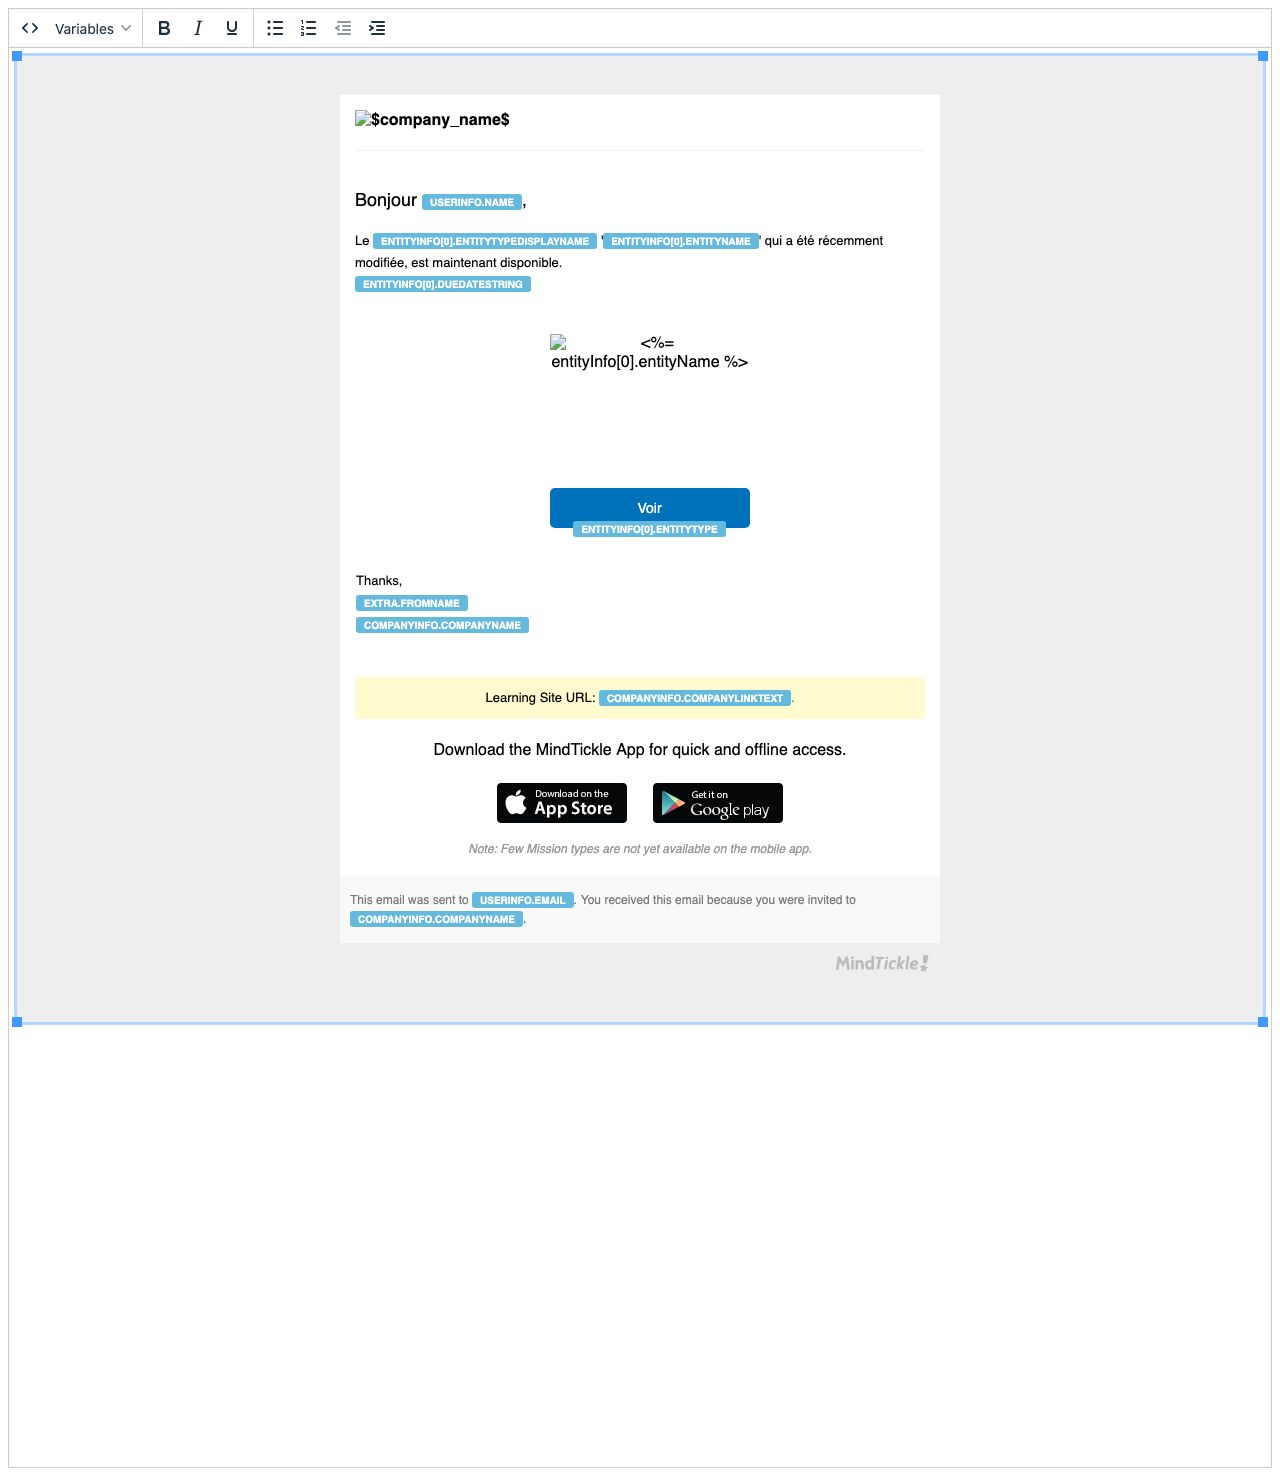 Variables
B I U
$company_name$
Bonjour USERINFO.NAME,
Le ENTITYINFO[0].ENTITYTYPEDISPLAYNAME 'ENTITYINFO[0].ENTITYNAME' qui a été récemment
modifiée, est maintenant disponible.
ENTITYINFO[0].DUEDATESTRING
<%=
entityInfo[0].entityName %>
Voir
ENTITYINFO[0].ENTITYTYPE
Thanks,
EXTRA.FROMNAME
COMPANYINFO.COMPANYNAME
Learning Site URL: COMPANYINFO.COMPANYLINKTEXT.
Download the MindTickle App for quick and offline access.
Download on the
App Store
Get it on
Google play
Note: Few Mission types are not yet available on the mobile app.
This email was sent to USERINFO.EMAIL. You received this email because you were invited to
COMPANYINFO.COMPANYNAME.
MindTickle!